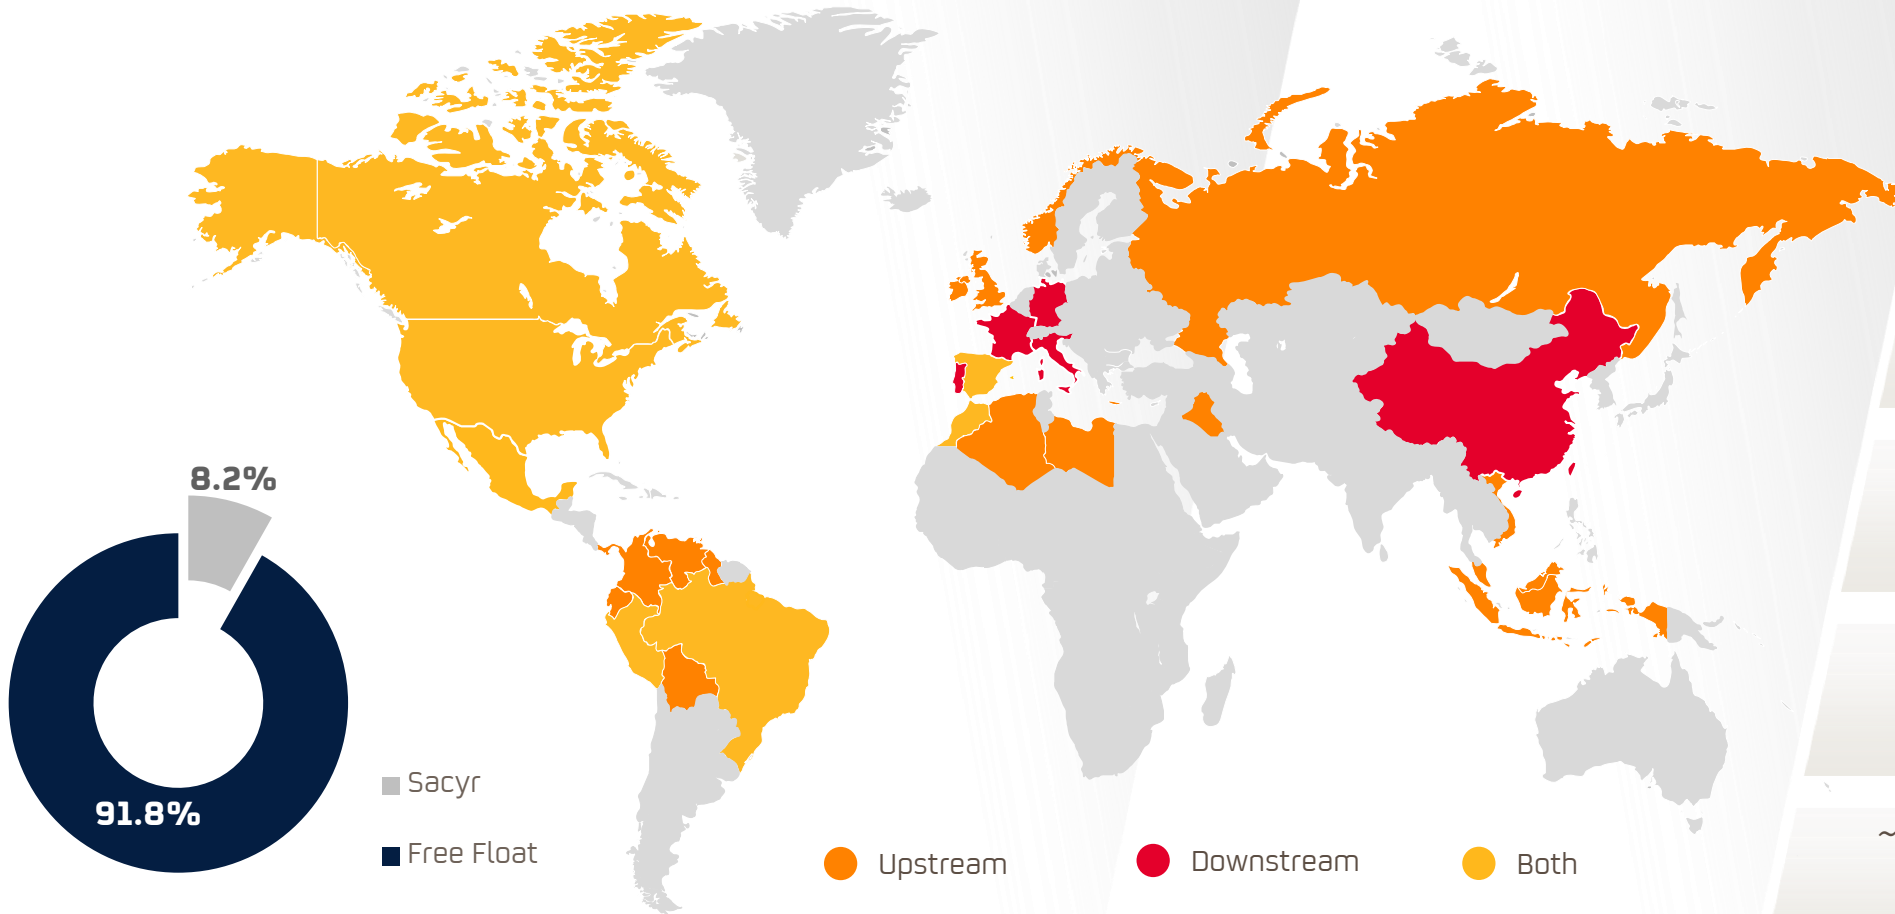 8.2%
91.8%
Sacyr
Free Float
Upstream
Downstream
Both
~